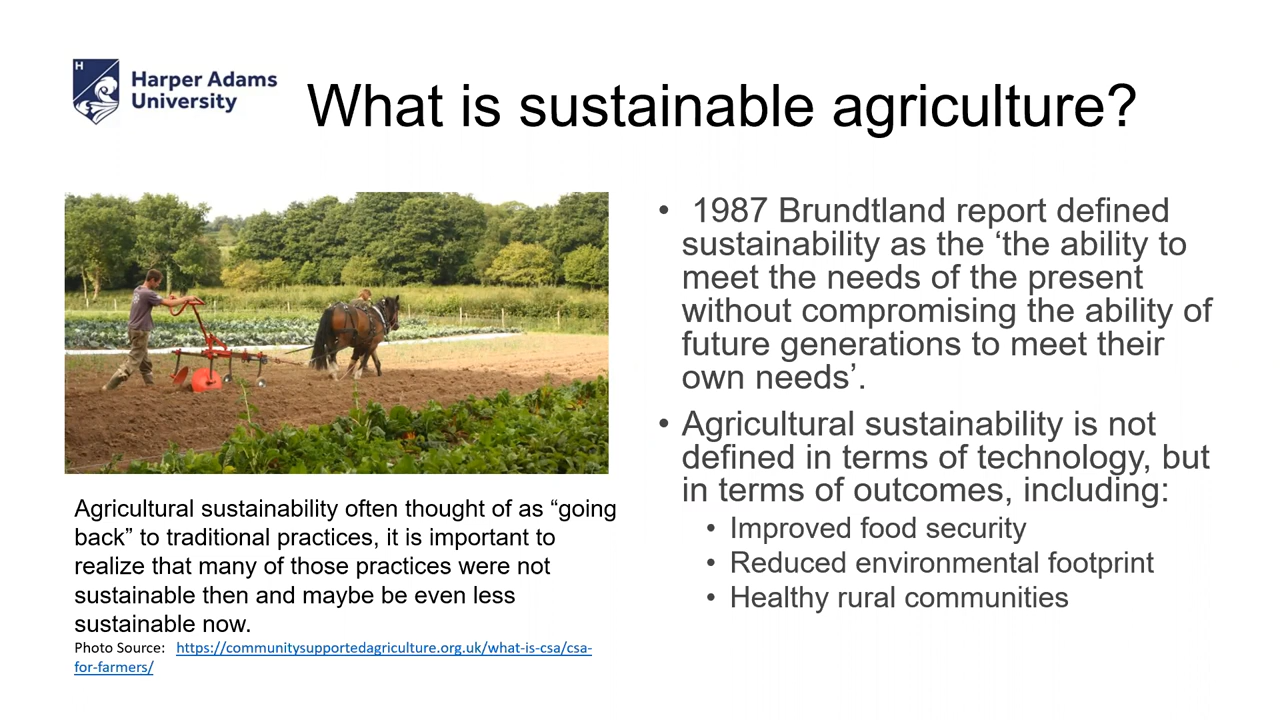 H
Harper Adams
University
What is sustainable agriculture?
Agricultural sustainability often thought of as “going
back” to traditional practices, it is important to
realize that many of those practices were not
sustainable then and maybe be even less
sustainable now.
Photo Source: https://communitysupportedagriculture.org.uk/what-is-csa/csa-
for-farmers/
• 1987 Brundtland report defined
sustainability as the ‘the ability to
meet the needs of the present
without compromising the ability of
future generations to meet their
own needs’.
• Agricultural sustainability is not
defined in terms of technology, but
in terms of outcomes, including:
• Improved food security
• Reduced environmental footprint
• Healthy rural communities